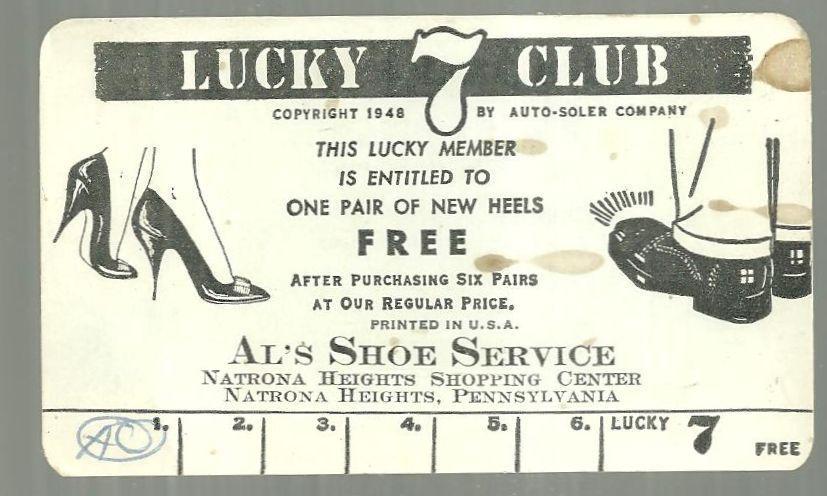 LUCKY 7 CLUB
COPYRIGHT 1948 BY AUTO-SOLER COMPANY
THIS LUCKY MEMBER
IS ENTITLED TO
ONE PAIR OF NEW HEELS
FREE
AFTER PURCHASING SIX PAIRS
AT OUR REGULAR PRICE.
PRINTED IN U.S.A.
AL'S SHOE SERVICE
NATRONA HEIGHTS SHOPPING CENTER
NATRONA HEIGHTS, PENNSYLVANIA
AO 1. 2. 3. 4. 5. 6. LUCKY 7 FREE